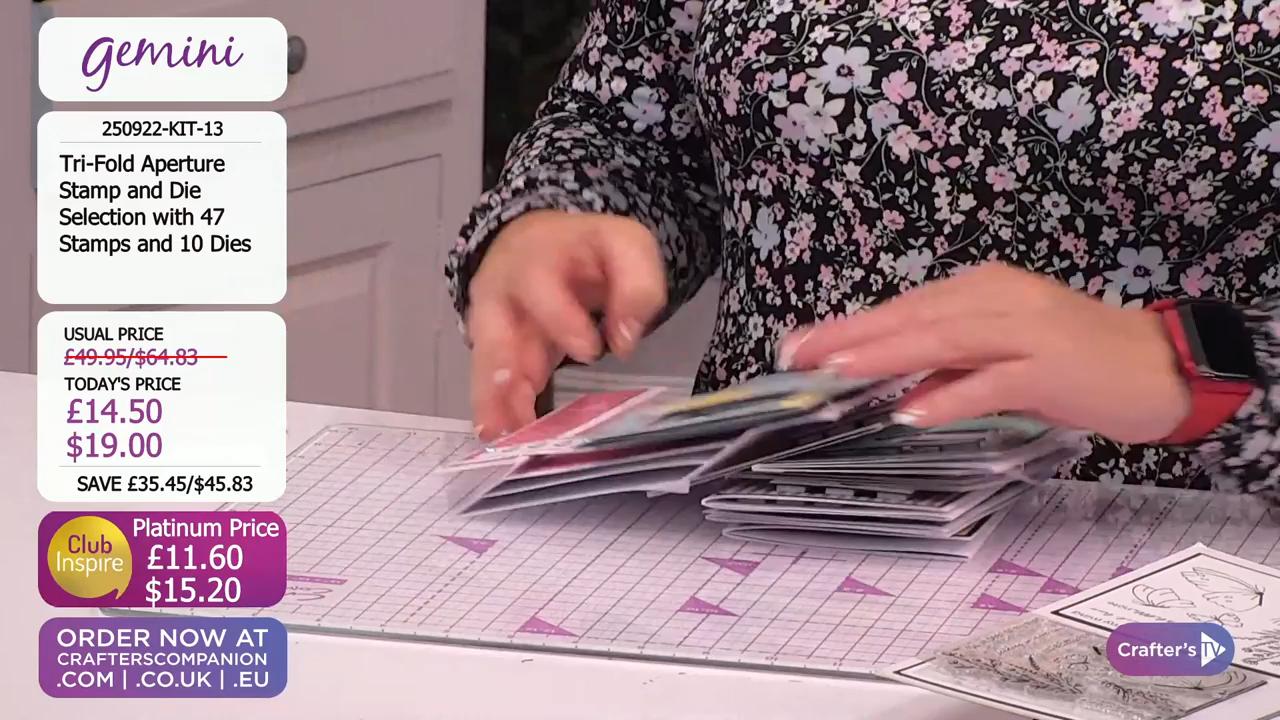 gemini
250922-KIT-13
Tri-Fold Aperture
Stamp and Die
Selection with 47
Stamps and 10 Dies
USUAL PRICE
£49.95/$64.83
TODAY'S PRICE
£14.50
$19.00
SAVE £35.45/$45.83
Club
Inspire
Platinum Price
£11.60
$15.20
ORDER NOW AT
CRAFTERSCOMPANION
.COM | .CO.UK | .EU
Crafter's TV